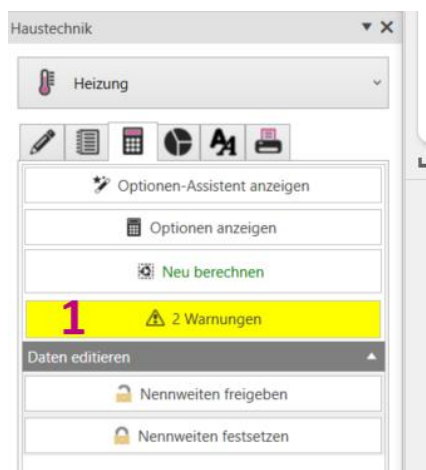 Haustechnik
Heizung
Optionen-Assistent anzeigen
Optionen anzeigen
Neu berechnen
1
2 Warnungen
Daten editieren
Nennweiten freigeben
Nennweiten festsetzen